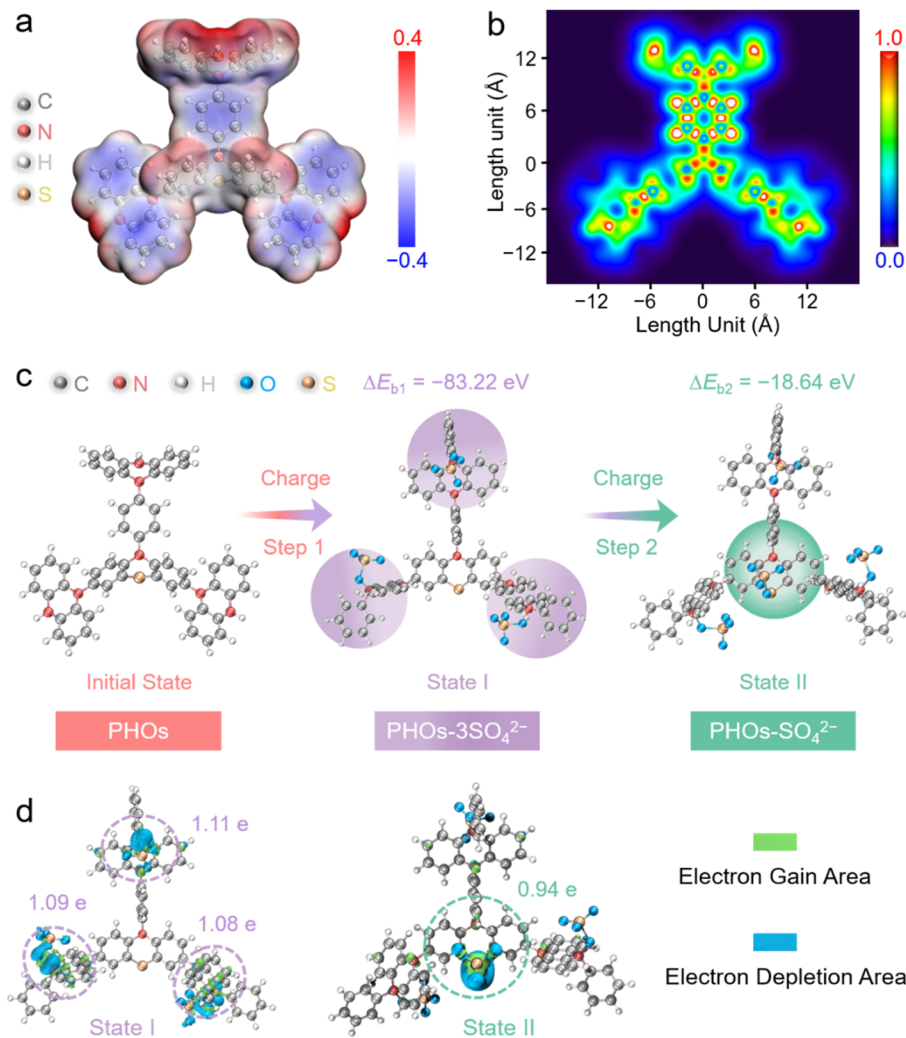 a
0.4
−0.4
C
N
H
S
b
Length unit (Å)
12
6
0
−6
−12
−12
−6
0
6
12
Length Unit (Å)
1.0
0.0
c
C
N
H
O
S
ΔE_b1 = −83.22 eV
ΔE_b2 = −18.64 eV
Charge
Step 1
Charge
Step 2
Initial State
State I
State II
PHOs
PHOs-3SO₄²⁻
PHOs-SO₄²⁻
d
1.11 e
1.09 e
1.08 e
State I
0.94 e
State II
Electron Gain Area
Electron Depletion Area